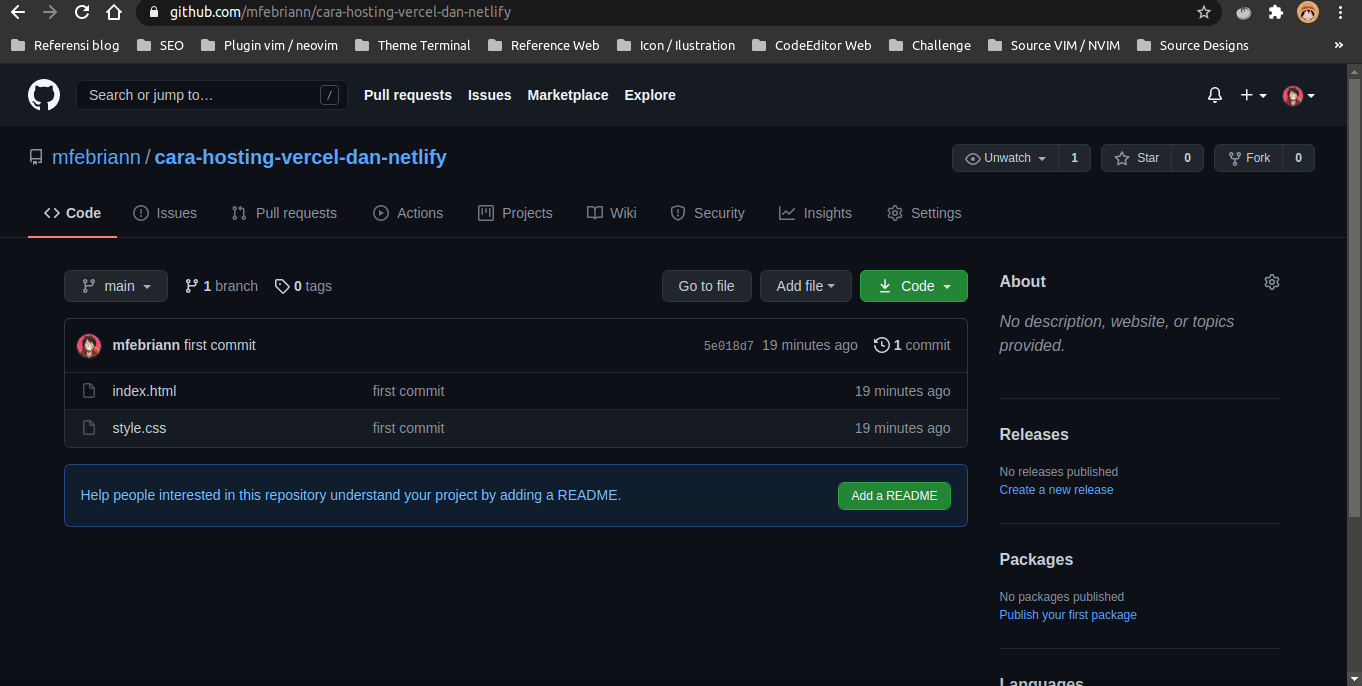 github.com/mfebriann/cara-hosting-vercel-dan-netlify
Referensi blog SEO Plugin vim / neovim Theme Terminal Reference Web Icon / Ilustration CodeEditor Web Challenge Source VIM / NVIM Source Designs »
Search or jump to… / Pull requests Issues Marketplace Explore
mfebriann / cara-hosting-vercel-dan-netlify Unwatch 1 Star 0 Fork 0
Code Issues Pull requests Actions Projects Wiki Security Insights Settings
main 1 branch 0 tags Go to file Add file Code
mfebriann first commit 5e018d7 19 minutes ago 1 commit
index.html first commit 19 minutes ago
style.css first commit 19 minutes ago
Help people interested in this repository understand your project by adding a README. Add a README
About
No description, website, or topics
provided.
Releases
No releases published
Create a new release
Packages
No packages published
Publish your first package
Languages